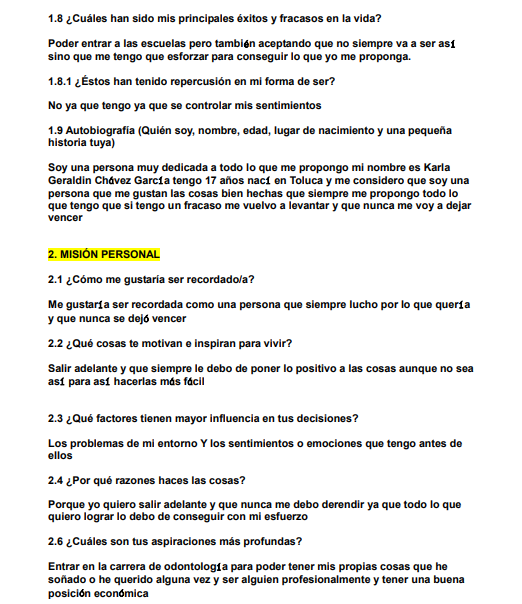 1.8 ¿Cuáles han sido mis principales éxitos y fracasos en la vida?
Poder entrar a las escuelas pero también aceptando que no siempre va a ser así
sino que me tengo que esforzar para conseguir lo que yo me proponga.
1.8.1 ¿Éstos han tenido repercusión en mi forma de ser?
No ya que tengo ya que se controlar mis sentimientos
1.9 Autobiografía (Quién soy, nombre, edad, lugar de nacimiento y una pequeña
historia tuya)
Soy una persona muy dedicada a todo lo que me propongo mi nombre es Karla
Geraldin Chávez García tengo 17 años nací en Toluca y me considero que soy una
persona que me gustan las cosas bien hechas que siempre me propongo todo lo
que tengo que si tengo un fracaso me vuelvo a levantar y que nunca me voy a dejar
vencer
2. MISIÓN PERSONAL
2.1 ¿Cómo me gustaría ser recordado/a?
Me gustaría ser recordada como una persona que siempre lucho por lo que quería
y que nunca se dejó vencer
2.2 ¿Qué cosas te motivan e inspiran para vivir?
Salir adelante y que siempre le debo de poner lo positivo a las cosas aunque no sea
así para así hacerlas más fácil
2.3 ¿Qué factores tienen mayor influencia en tus decisiones?
Los problemas de mi entorno Y los sentimientos o emociones que tengo antes de
ellos
2.4 ¿Por qué razones haces las cosas?
Porque yo quiero salir adelante y que nunca me debo derendir ya que todo lo que
quiero lograr lo debo de conseguir con mi esfuerzo
2.6 ¿Cuáles son tus aspiraciones más profundas?
Entrar en la carrera de odontología para poder tener mis propias cosas que he
soñado o he querido alguna vez y ser alguien profesionalmente y tener una buena
posición económica